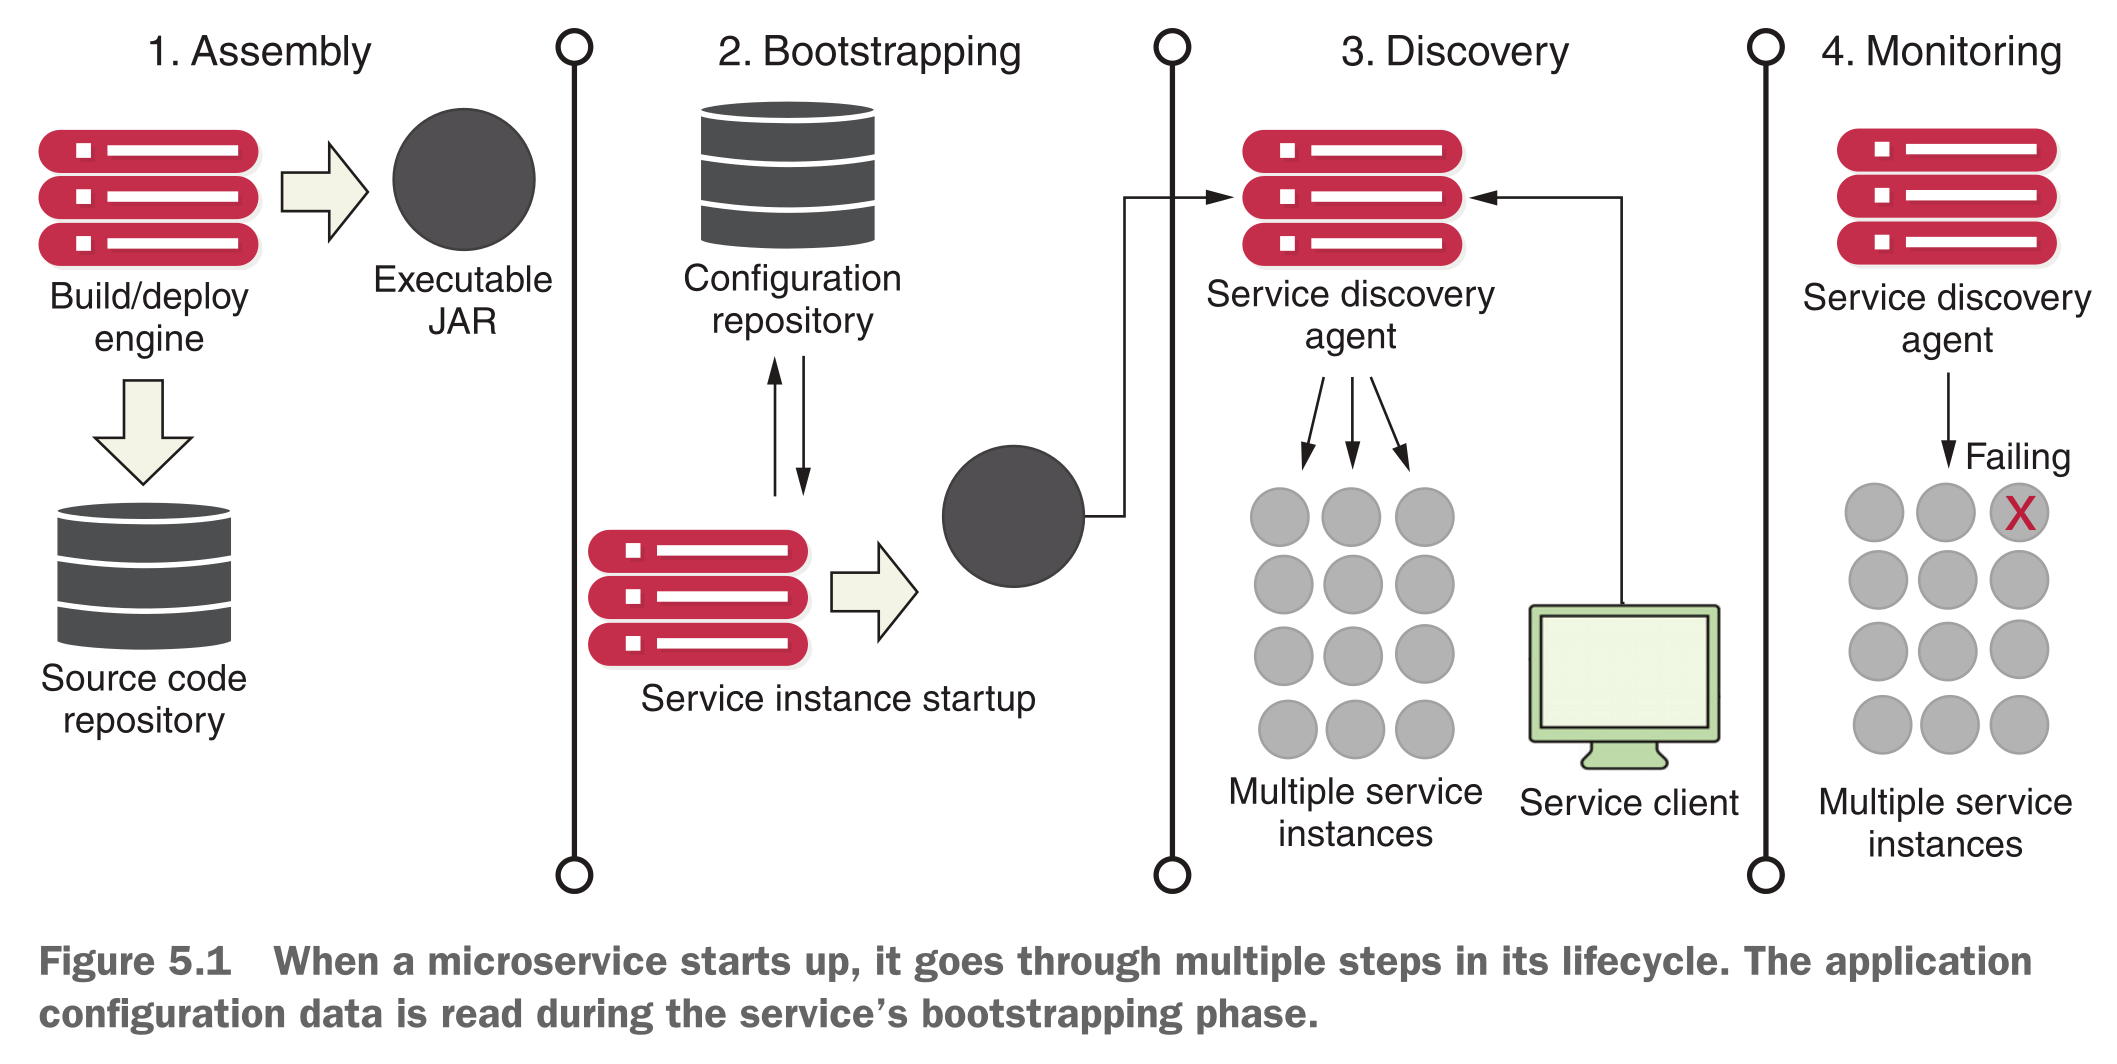 1. Assembly
Build/deploy
engine
Executable
JAR
Source code
repository
2. Bootstrapping
Configuration
repository
Service instance startup
3. Discovery
Service discovery
agent
Multiple service
instances
Service client
4. Monitoring
Service discovery
agent
Failing
X
Multiple service
instances
Figure 5.1 When a microservice starts up, it goes through multiple steps in its lifecycle. The application
configuration data is read during the service’s bootstrapping phase.